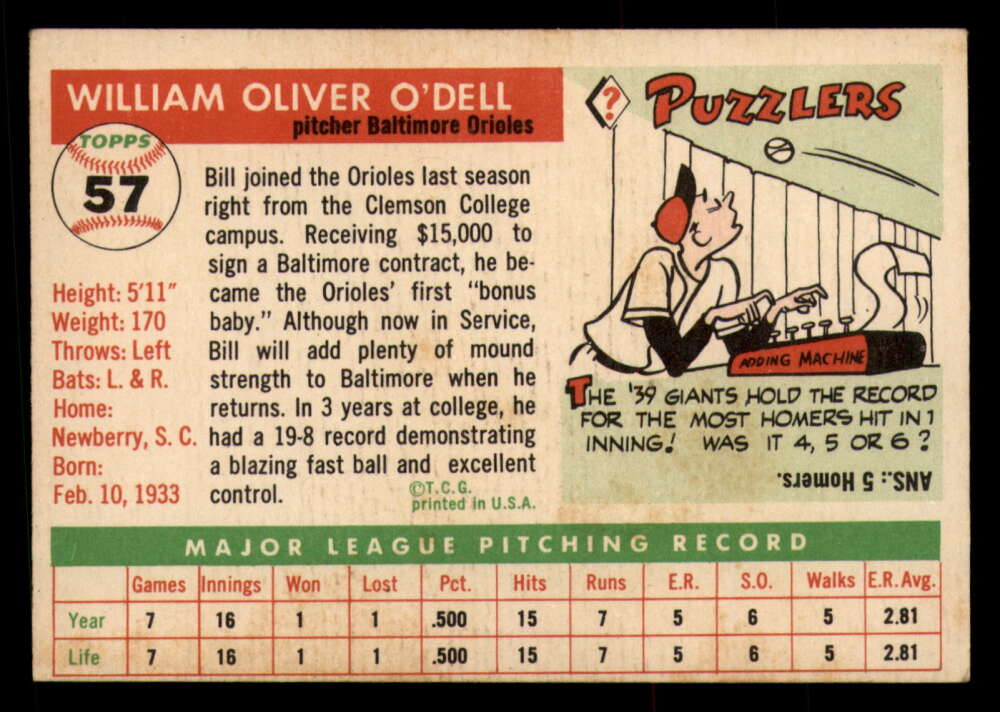 WILLIAM OLIVER O'DELL
pitcher Baltimore Orioles
TOPPS
57
Height: 5'11"
Weight: 170
Throws: Left
Bats: L. & R.
Home:
Newberry, S. C.
Born:
Feb. 10, 1933
Bill joined the Orioles last season
right from the Clemson College
campus. Receiving $15,000 to
sign a Baltimore contract, he be-
came the Orioles' first "bonus
baby." Although now in Service,
Bill will add plenty of mound
strength to Baltimore when he
returns. In 3 years at college, he
had a 19-8 record demonstrating
a blazing fast ball and excellent
control.
©T.C.G.
printed in U.S.A.
? PUZZLERS
ADDING MACHINE
THE '39 GIANTS HOLD THE RECORD
FOR THE MOST HOMERS HIT IN 1
INNING! WAS IT 4, 5 OR 6?
ANS.: 5 Homers.
MAJOR LEAGUE PITCHING RECORD
Games Innings Won Lost Pct. Hits Runs E.R. S.O. Walks E.R. Avg.
Year 7 16 1 1 .500 15 7 5 6 5 2.81
Life 7 16 1 1 .500 15 7 5 6 5 2.81